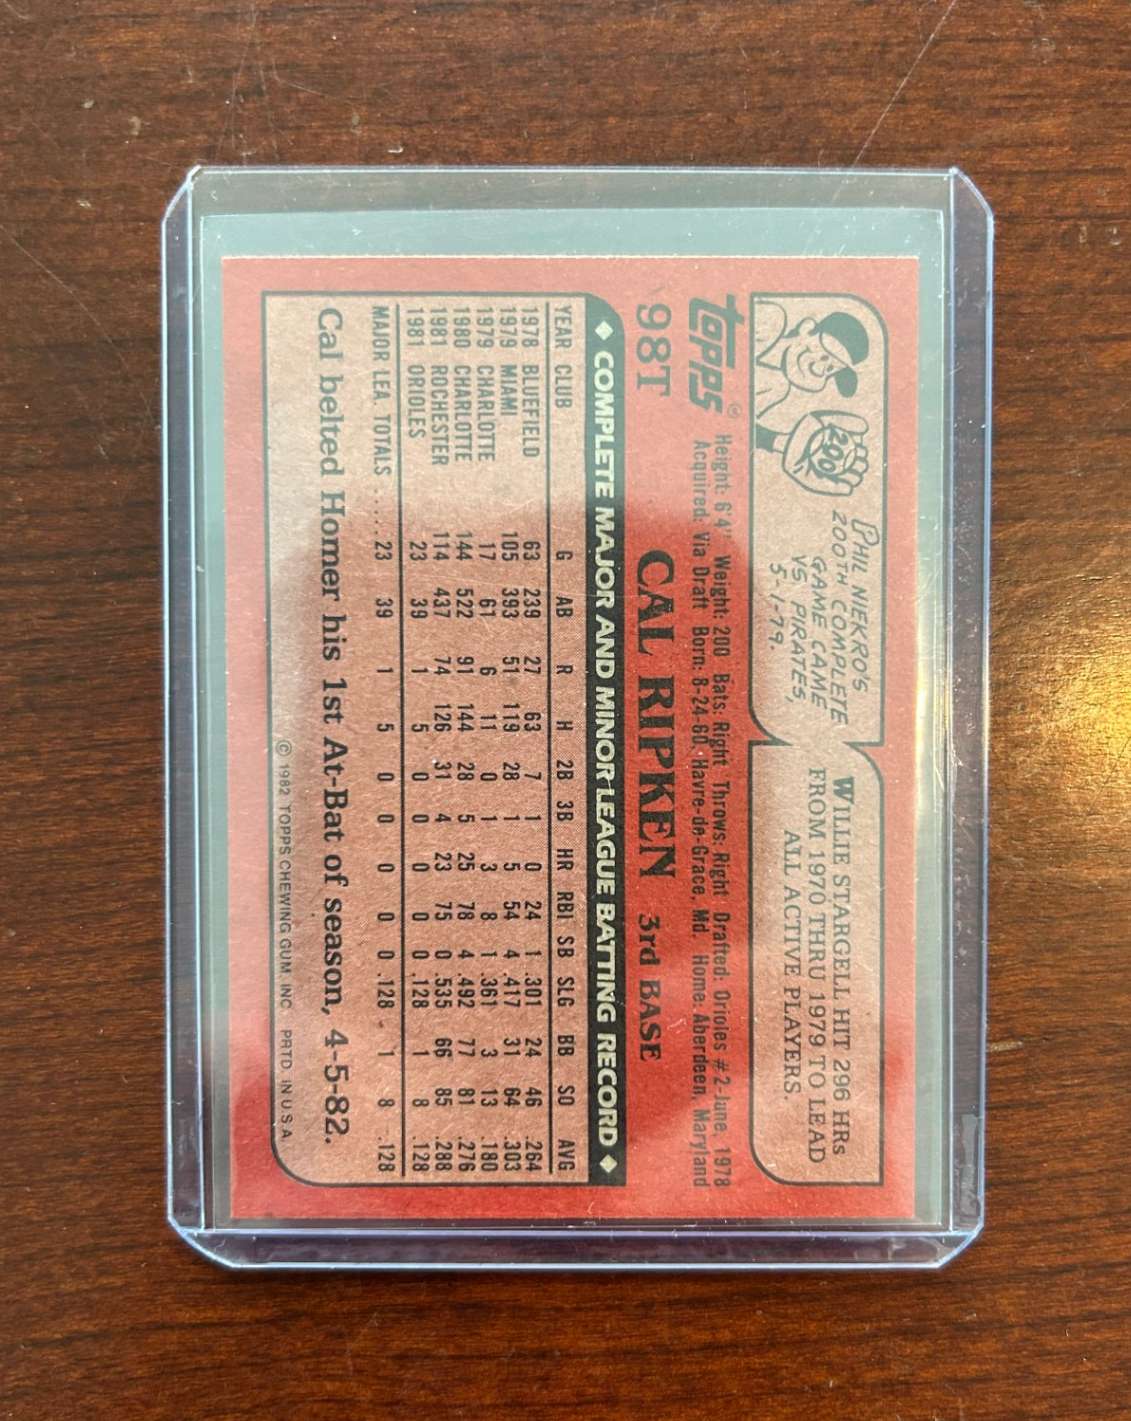 PHIL NIEKRO'S
200TH COMPLETE
GAME CAME
VS. PIRATES,
5-1-79.
200
WILLIE STARGELL HIT 296 HRs
FROM 1970 THRU 1979 TO LEAD
ALL ACTIVE PLAYERS.
topps®
Height: 6'4" Weight: 200 Bats: Right Throws: Right Drafted: Orioles #2-June, 1978
Acquired: Via Draft Born: 8-24-60, Havre-de-Grace, Md. Home: Aberdeen, Maryland
98T CAL RIPKEN 3rd BASE
◆ COMPLETE MAJOR AND MINOR LEAGUE BATTING RECORD ◆
YEAR CLUB G AB R H 2B 3B HR RBI SB SLG BB SO AVG
1978 BLUEFIELD 63 239 27 63 7 1 0 24 1 .301 24 46 .264
1979 MIAMI 105 393 51 119 28 1 5 54 4 .417 31 64 .303
1979 CHARLOTTE 17 61 6 11 0 1 3 8 1 .361 3 13 .180
1980 CHARLOTTE 144 522 91 144 28 5 25 78 4 .492 77 81 .276
1981 ROCHESTER 114 437 74 126 31 4 23 75 0 .535 66 85 .288
1981 ORIOLES 23 39 1 5 0 0 0 0 0 .128 1 8 .128
MAJOR LEA. TOTALS ..... 23 39 1 5 0 0 0 0 0 .128 1 8 .128
Cal belted Homer his 1st At-Bat of season, 4-5-82.
© 1982 TOPPS CHEWING GUM, INC. PRTD. IN U.S.A.